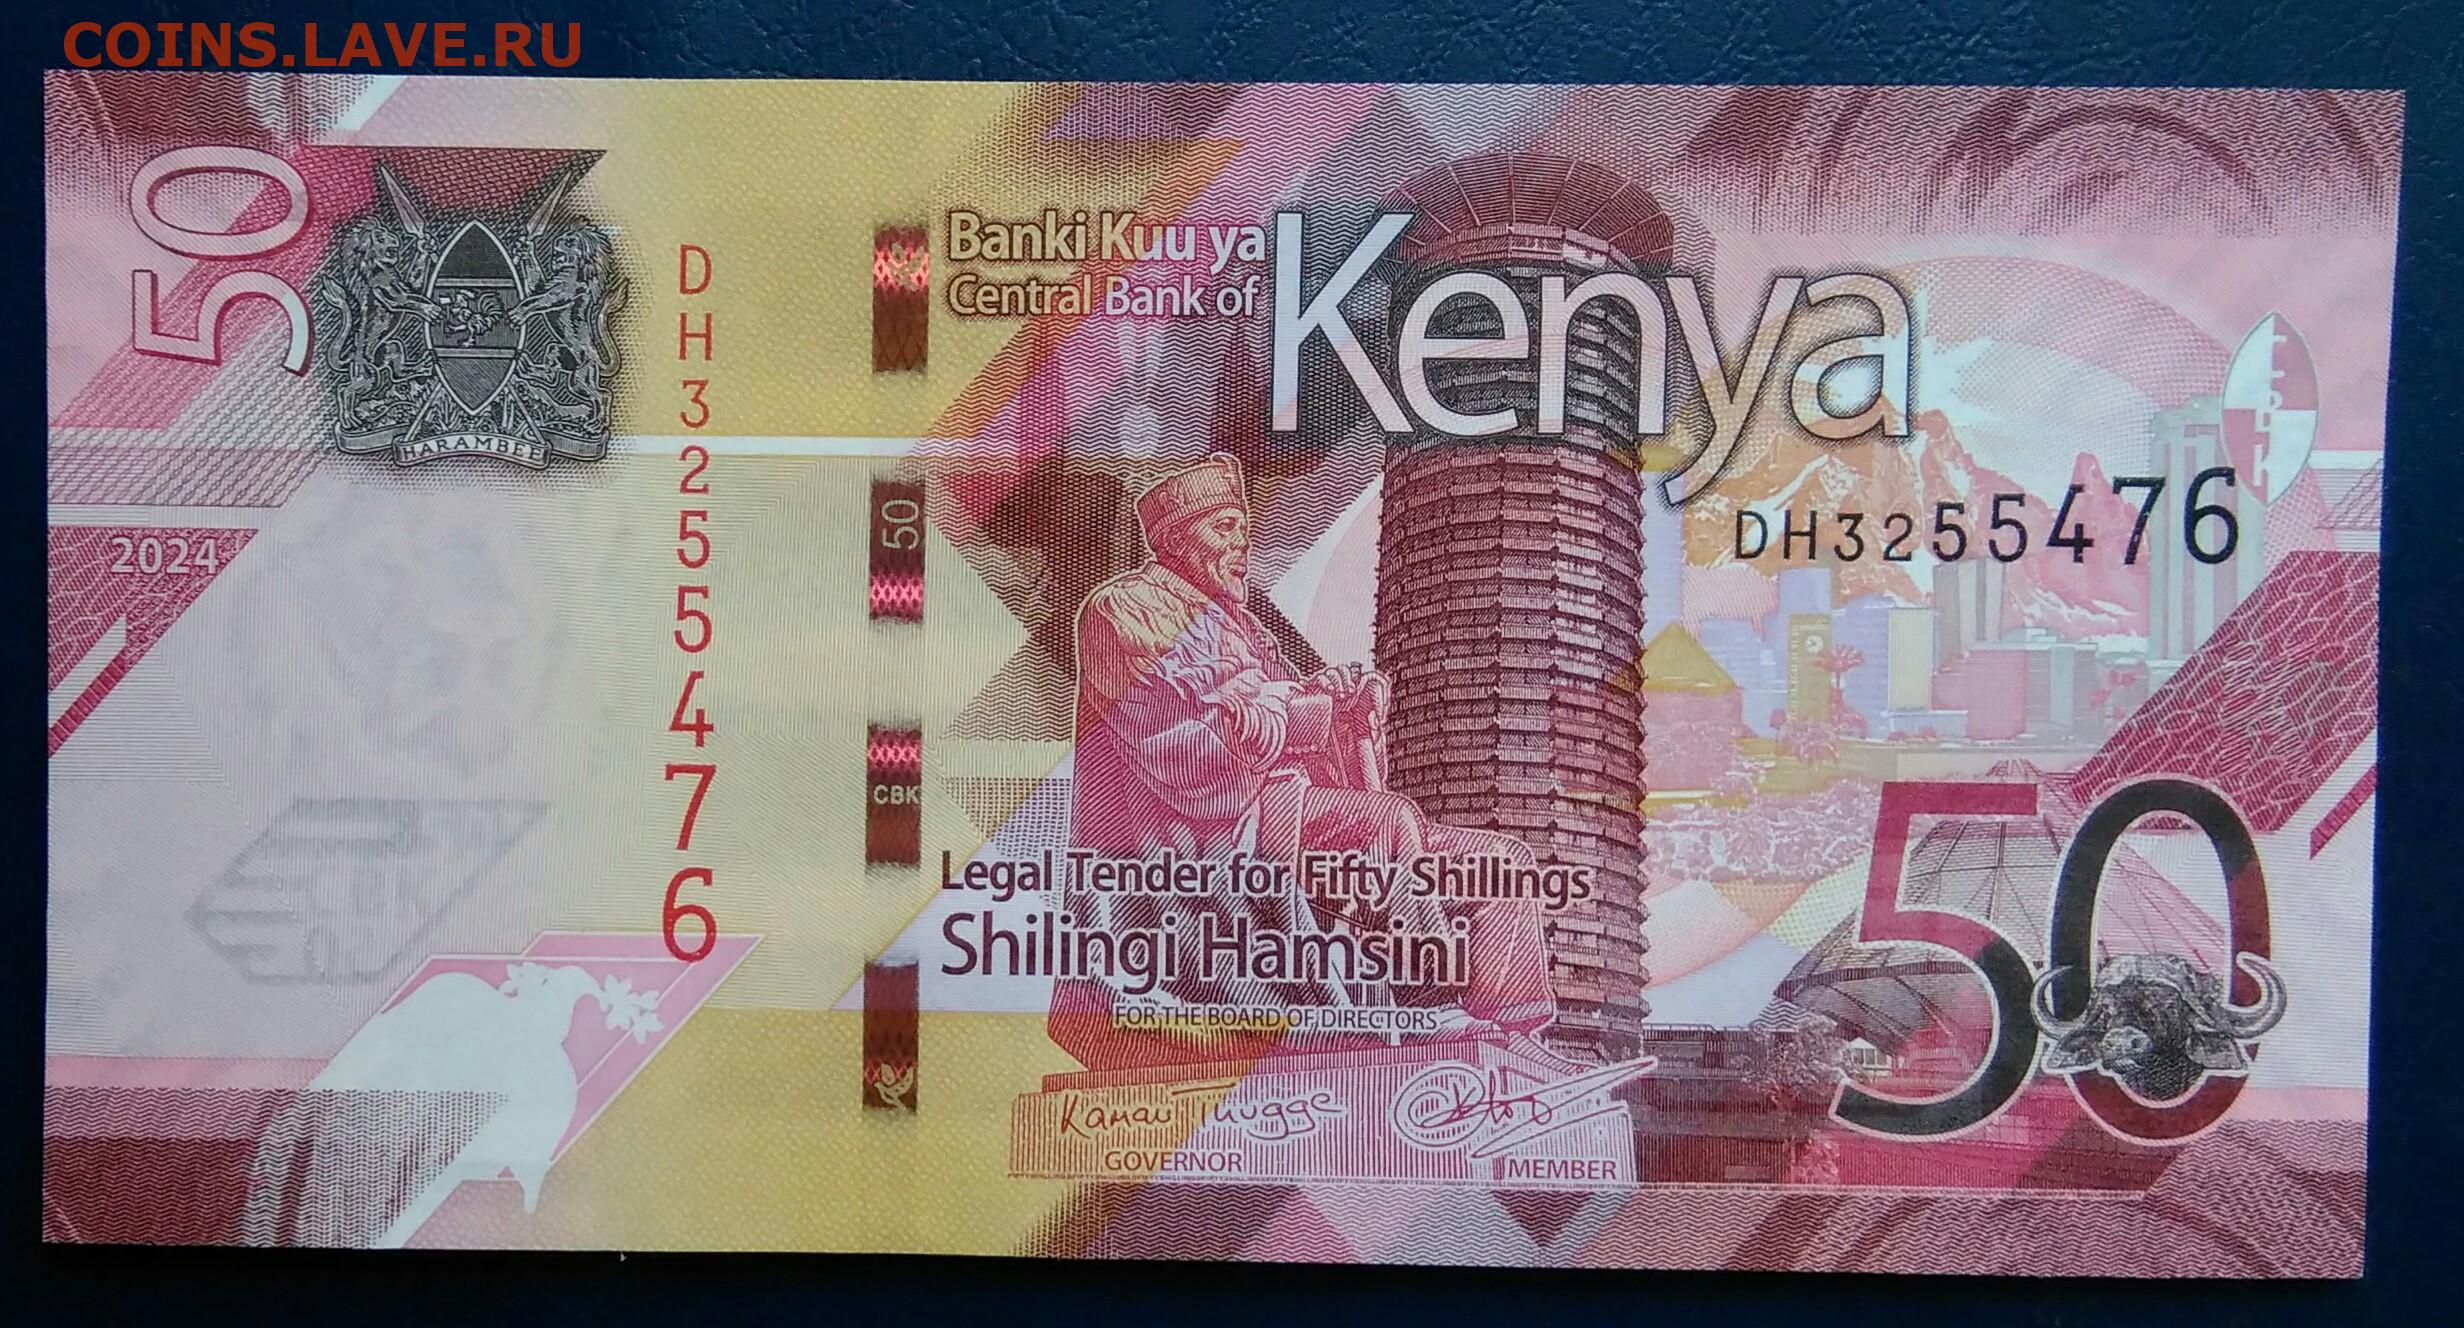 COINS.LAVE.RU
50
HARAMBEE
2024
DH3255476
50
CBK
Banki Kuu ya
Central Bank of
Kenya
DH3255476
Legal Tender for Fifty Shillings
Shilingi Hamsini
FOR THE BOARD OF DIRECTORS
Kamau Thugge
GOVERNOR
MEMBER
50